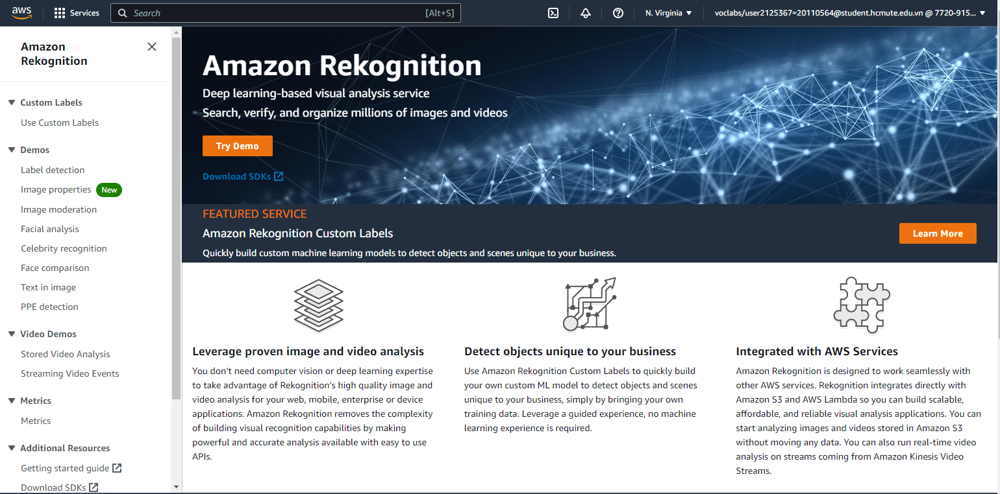 aws
Services
Search
[Alt+S]
N. Virginia
voclabs/user2125367=20110564@student.hcmute.edu.vn @ 7720-915...
Amazon
Rekognition
Custom Labels
Use Custom Labels
Demos
Label detection
Image properties New
Image moderation
Facial analysis
Celebrity recognition
Face comparison
Text in image
PPE detection
Video Demos
Stored Video Analysis
Streaming Video Events
Metrics
Metrics
Additional Resources
Getting started guide
Download SDKs
Amazon Rekognition
Deep learning-based visual analysis service
Search, verify, and organize millions of images and videos
Try Demo
Download SDKs
FEATURED SERVICE
Amazon Rekognition Custom Labels
Quickly build custom machine learning models to detect objects and scenes unique to your business.
Learn More
Leverage proven image and video analysis
You don’t need computer vision or deep learning expertise
to take advantage of Rekognition’s high quality image and
video analysis for your web, mobile, enterprise or device
applications. Amazon Rekognition removes the complexity
of building visual recognition capabilities by making
powerful and accurate analysis available with easy to use
APIs.
Detect objects unique to your business
Use Amazon Rekognition Custom Labels to quickly build
your own custom ML model to detect objects and scenes
unique to your business, simply by bringing your own
training data. Leverage a guided experience, no machine
learning experience is required.
Integrated with AWS Services
Amazon Rekognition is designed to work seamlessly with
other AWS services. Rekognition integrates directly with
Amazon S3 and AWS Lambda so you can build scalable,
affordable, and reliable visual analysis applications. You can
start analyzing images and videos stored in Amazon S3
without moving any data. You can also run real-time video
analysis on streams coming from Amazon Kinesis Video
Streams.